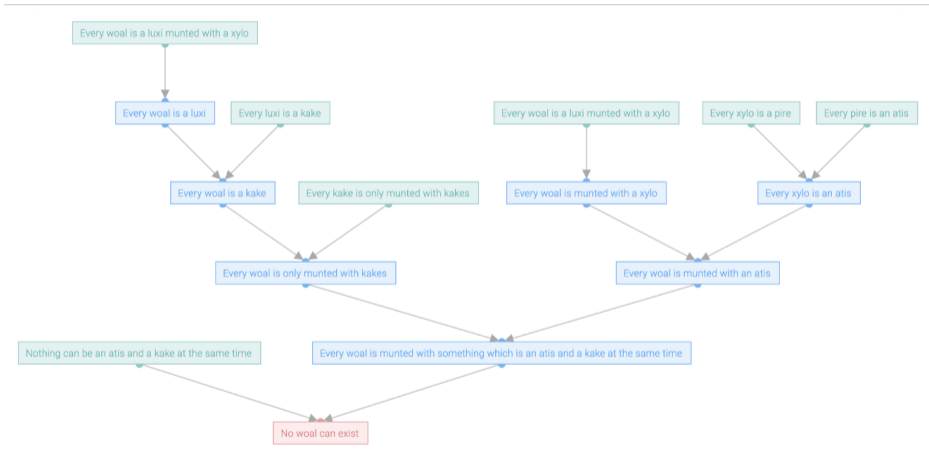 Every woal is a luxi munted with a xylo
Every woal is a luxi
Every luxi is a kake
Every woal is a luxi munted with a xylo
Every xylo is a pire
Every pire is an atis
Every woal is a kake
Every kake is only munted with kakes
Every woal is munted with a xylo
Every xylo is an atis
Every woal is only munted with kakes
Every woal is munted with an atis
Nothing can be an atis and a kake at the same time
Every woal is munted with something which is an atis and a kake at the same time
No woal can exist